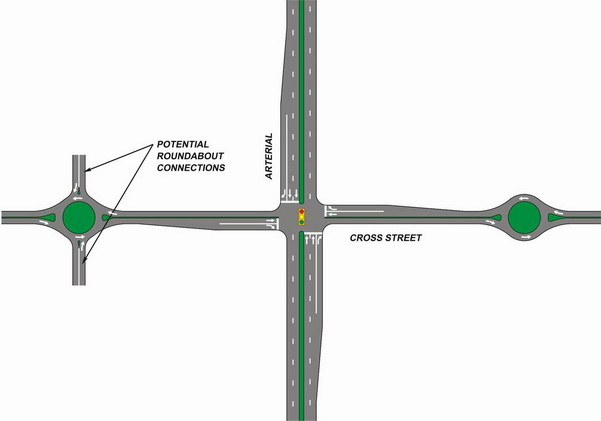 POTENTIAL
ROUNDABOUT
CONNECTIONS
ARTERIAL
CROSS STREET